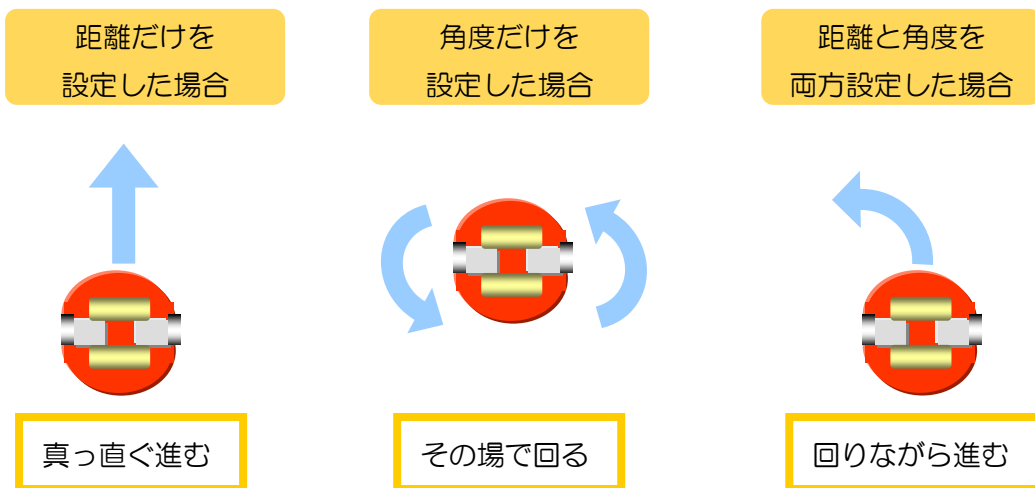 距離だけを
設定した場合
角度だけを
設定した場合
距離と角度を
両方設定した場合
真っ直ぐ進む
その場で回る
回りながら進む